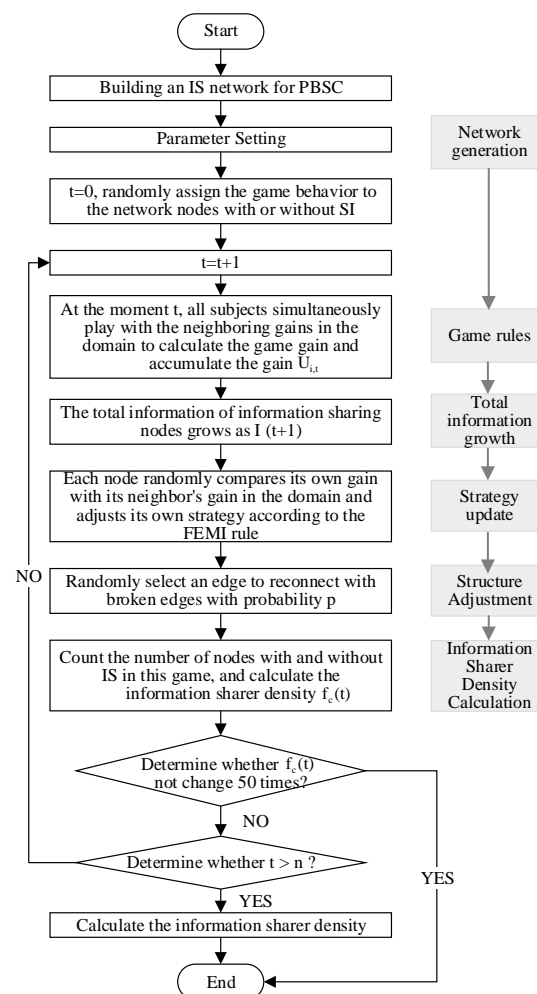 Start
Building an IS network for PBSC
Parameter Setting
t=0, randomly assign the game behavior to
the network nodes with or without SI
t=t+1
At the moment t, all subjects simultaneously
play with the neighboring gains in the
domain to calculate the game gain and
accumulate the gain U i,t
The total information of information sharing
nodes grows as I (t+1)
Each node randomly compares its own gain
with its neighbor's gain in the domain and
adjusts its own strategy according to the
FEMI rule
NO
Randomly select an edge to reconnect with
broken edges with probability p
Count the number of nodes with and without
IS in this game, and calculate the
information sharer density f_c(t)
Determine whether f_c(t)
not change 50 times?
NO
Determine whether t > n ?
YES
YES
Calculate the information sharer density
End
Network
generation
Game rules
Total
information
growth
Strategy
update
Structure
Adjustment
Information
Sharer
Density
Calculation